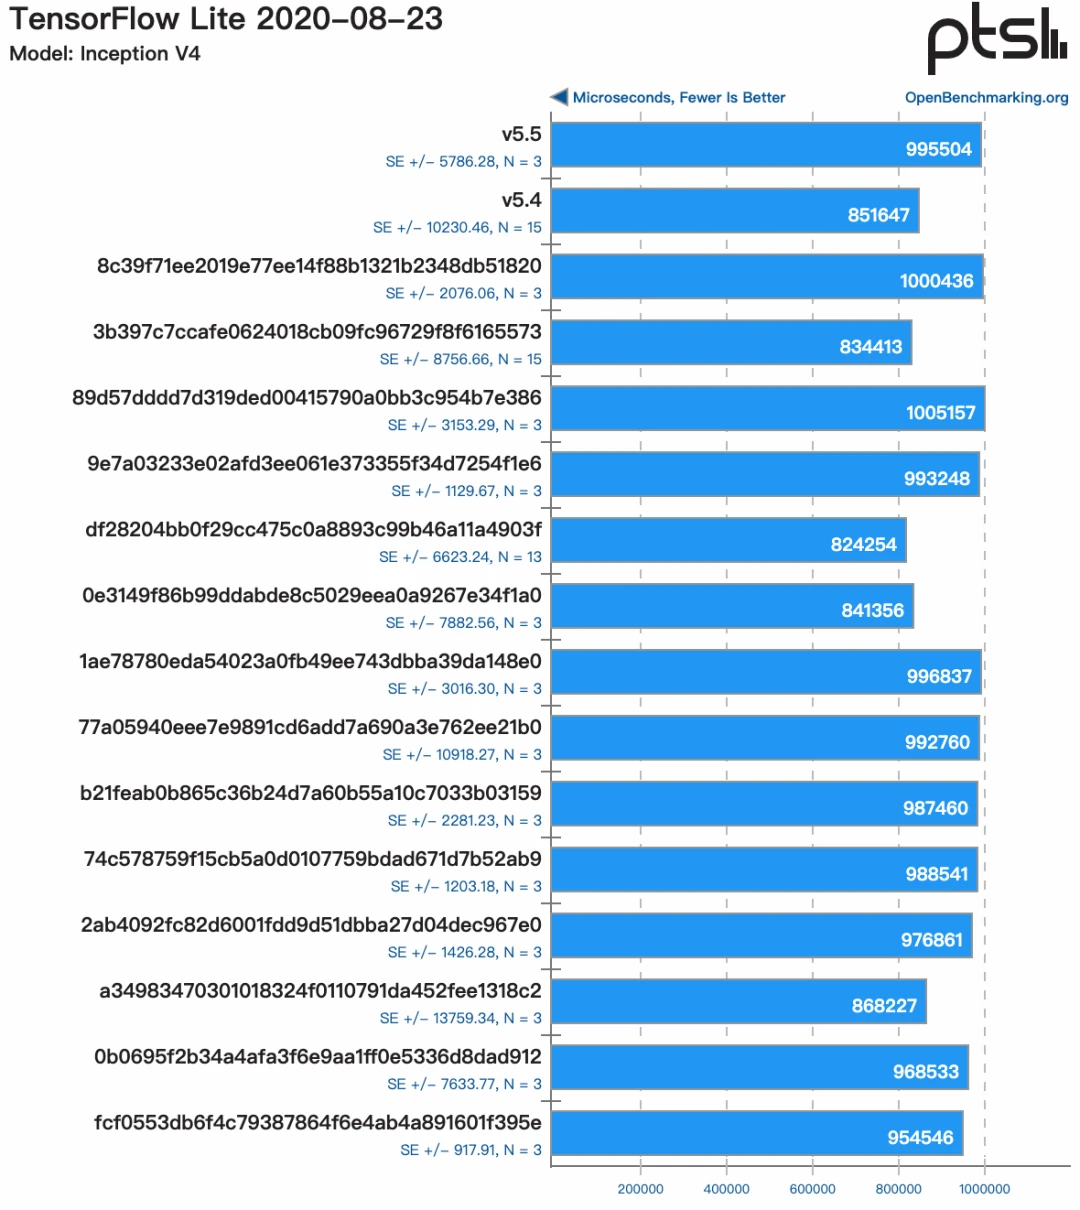 TensorFlow Lite 2020-08-23
Model: Inception V4
ptsl
Microseconds, Fewer Is Better OpenBenchmarking.org
v5.5
995504
SE +/- 5786.28, N = 3
v5.4
851647
SE +/- 10230.46, N = 15
8c39f71ee2019e77ee14f88b1321b2348db51820
1000436
SE +/- 2076.06, N = 3
3b397c7ccafe0624018cb09fc96729f8f6165573
834413
SE +/- 8756.66, N = 15
89d57dddd7d319ded00415790a0bb3c954b7e386
1005157
SE +/- 3153.29, N = 3
9e7a03233e02afd3ee061e373355f34d7254f1e6
993248
SE +/- 1129.67, N = 3
df28204bb0f29cc475c0a8893c99b46a11a4903f
824254
SE +/- 6623.24, N = 13
0e3149f86b99ddabde8c5029eea0a9267e34f1a0
841356
SE +/- 7882.56, N = 3
1ae78780eda54023a0fb49ee743dbba39da148e0
996837
SE +/- 3016.30, N = 3
77a05940eee7e9891cd6add7a690a3e762ee21b0
992760
SE +/- 10918.27, N = 3
b21feab0b865c36b24d7a60b55a10c7033b03159
987460
SE +/- 2281.23, N = 3
74c578759f15cb5a0d0107759bdad671d7b52ab9
988541
SE +/- 1203.18, N = 3
2ab4092fc82d6001fdd9d51dbba27d04dec967e0
976861
SE +/- 1426.28, N = 3
a34983470301018324f0110791da452fee1318c2
868227
SE +/- 13759.34, N = 3
0b0695f2b34a4afa3f6e9aa1ff0e5336d8dad912
968533
SE +/- 7633.77, N = 3
fcf0553db6f4c79387864f6e4ab4a891601f395e
954546
SE +/- 917.91, N = 3
200000 400000 600000 800000 1000000